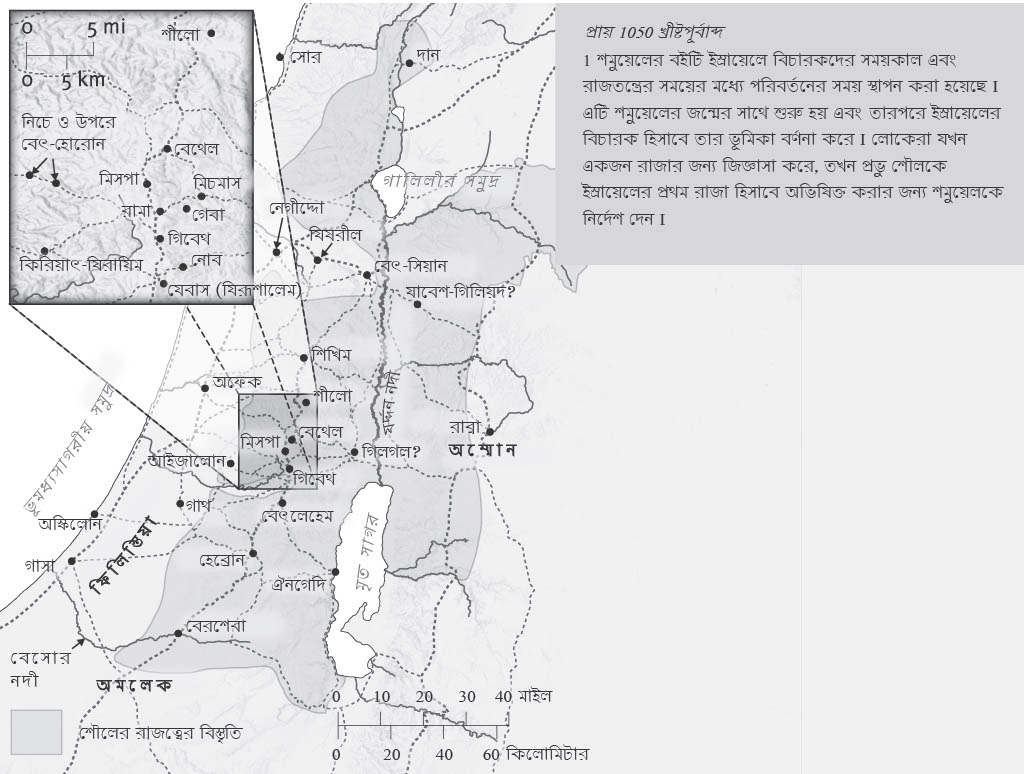 0 5 mi
0 5 km
শীলো
নিচে ও উপরে
বেৎ-হোরোন
বেথেল
মিসপা
মিচমাস
রামা
গেবা
গিবেথ
নোব
কিরিয়াৎ-যিরায়িম
যেবাস (যিরূশালেম)
প্রায় 1050 খ্রীষ্টপূর্বাব্দ
1 শমুয়েলের বইটি ইস্রায়েলে বিচারকদের সময়কাল এবং
রাজতন্ত্রের সময়ের মধ্যে পরিবর্তনের সময় স্থাপন করা হয়েছে I
এটি শমুয়েলের জন্মের সাথে শুরু হয় এবং তারপরে ইস্রায়েলের
বিচারক হিসাবে তার ভূমিকা বর্ণনা করে I লোকেরা যখন
একজন রাজার জন্য জিজ্ঞাসা করে, তখন প্রভু শৌলকে
ইস্রায়েলের প্রথম রাজা হিসাবে অভিষিক্ত করার জন্য শমুয়েলকে
নির্দেশ দেন I
সোর
দান
গালিলীর সমুদ্র
নেগীদ্দো
যিষরীল
বেৎ-সিয়ান
যাবেশ-গিলিয়দ?
শিখিম
অফেক
শীলো
যর্দ্দন নদী
ভূমধ্যসাগরীয় সমুদ্র
মিসপা
বেথেল
গিলগল?
রাব্বা
অম্মোন
আইজালোন
গিবেথ
গাথ
বেৎলেহেম
অস্কিলোন
ফিলিস্তিয়া
গাসা
হেব্রোন
ঐনগেদি
মৃত সাগর
বেরশেবা
বেসোর
নদী
অমলেক
0 10 20 30 40 মাইল
0 20 40 60 কিলোমিটার
শৌলের রাজত্বের বিস্তৃতি